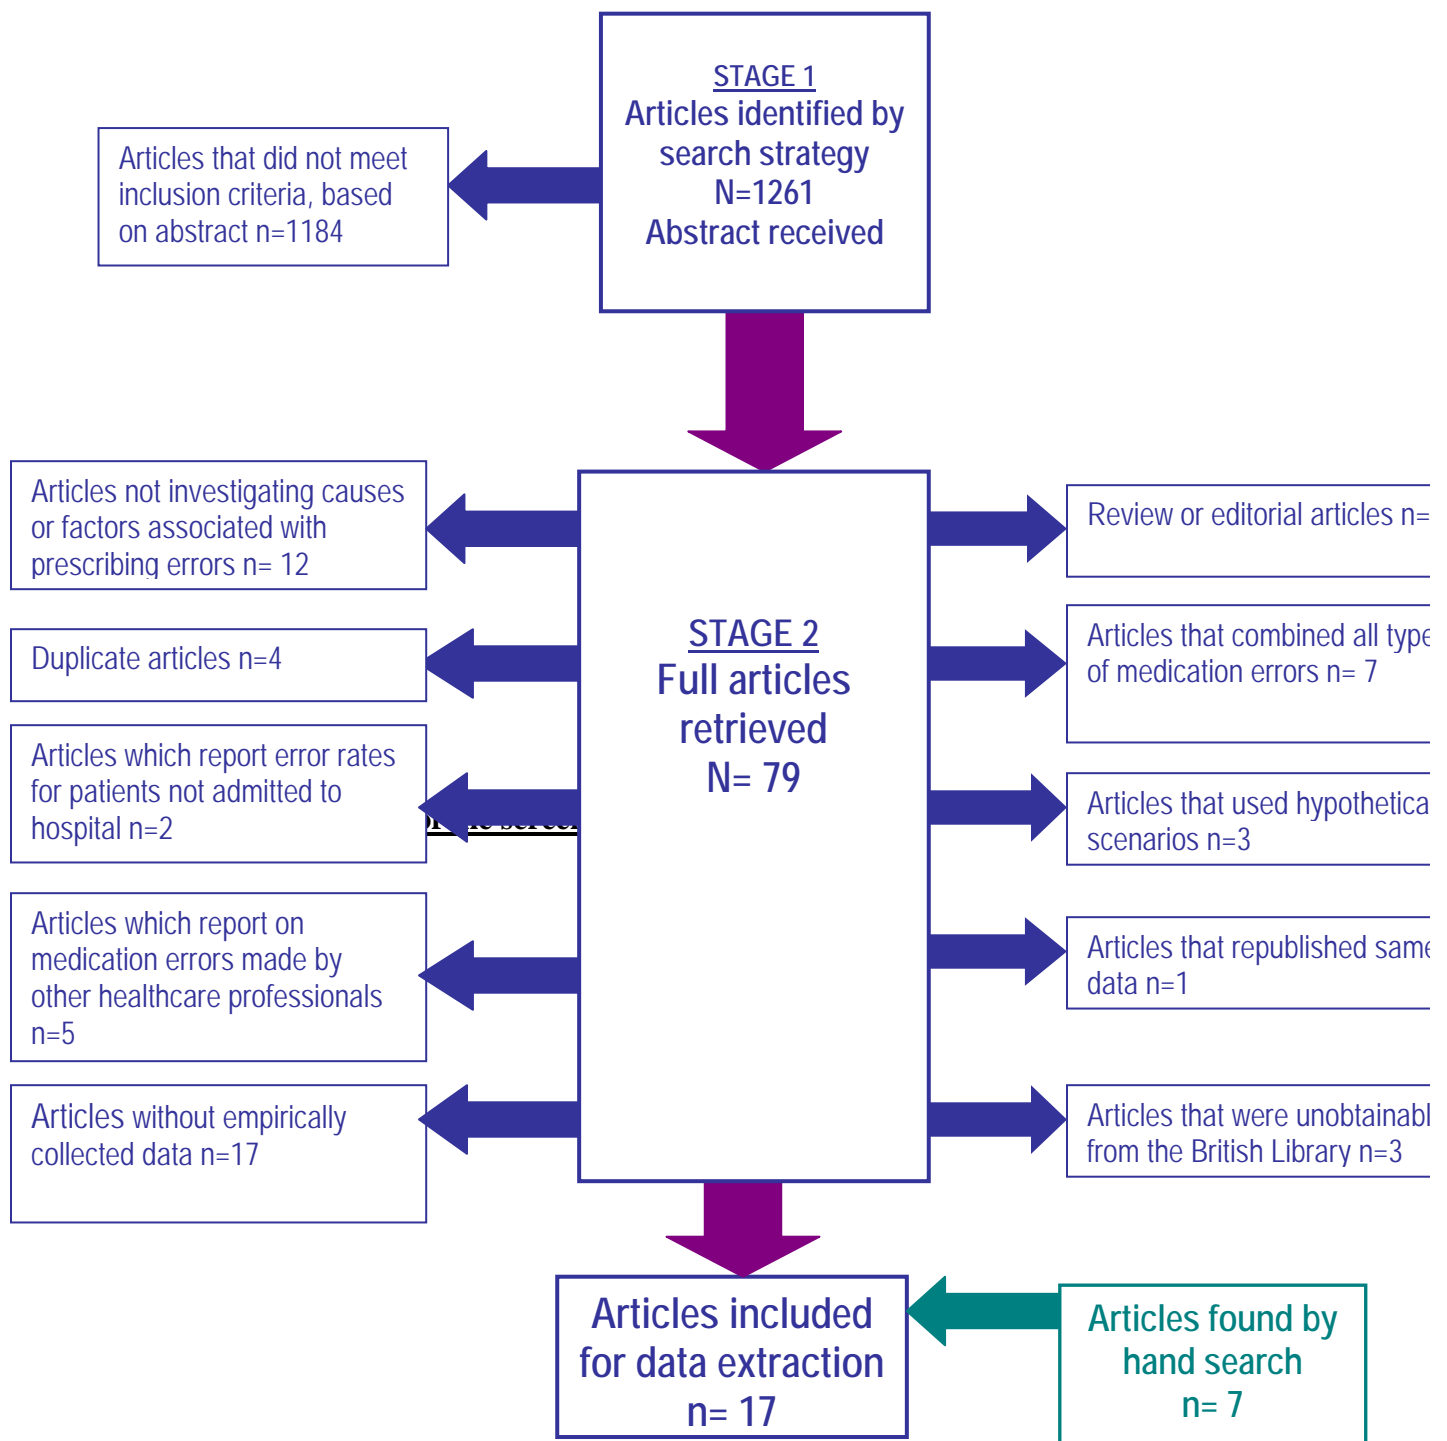 STAGE 1
Articles identified by
search strategy
N=1261
Abstract received
Articles that did not meet
inclusion criteria, based
on abstract n=1184
Articles not investigating causes
or factors associated with
prescribing errors n= 12
Duplicate articles n=4
Articles which report error rates
for patients not admitted to
hospital n=2
Articles which report on
medication errors made by
other healthcare professionals
n=5
Articles without empirically
collected data n=17
STAGE 2
Full articles
retrieved
N= 79
Review or editorial articles n=
Articles that combined all type
of medication errors n= 7
Articles that used hypothetica
scenarios n=3
Articles that republished same
data n=1
Articles that were unobtainabl
from the British Library n=3
Articles included
for data extraction
n= 17
Articles found by
hand search
n= 7